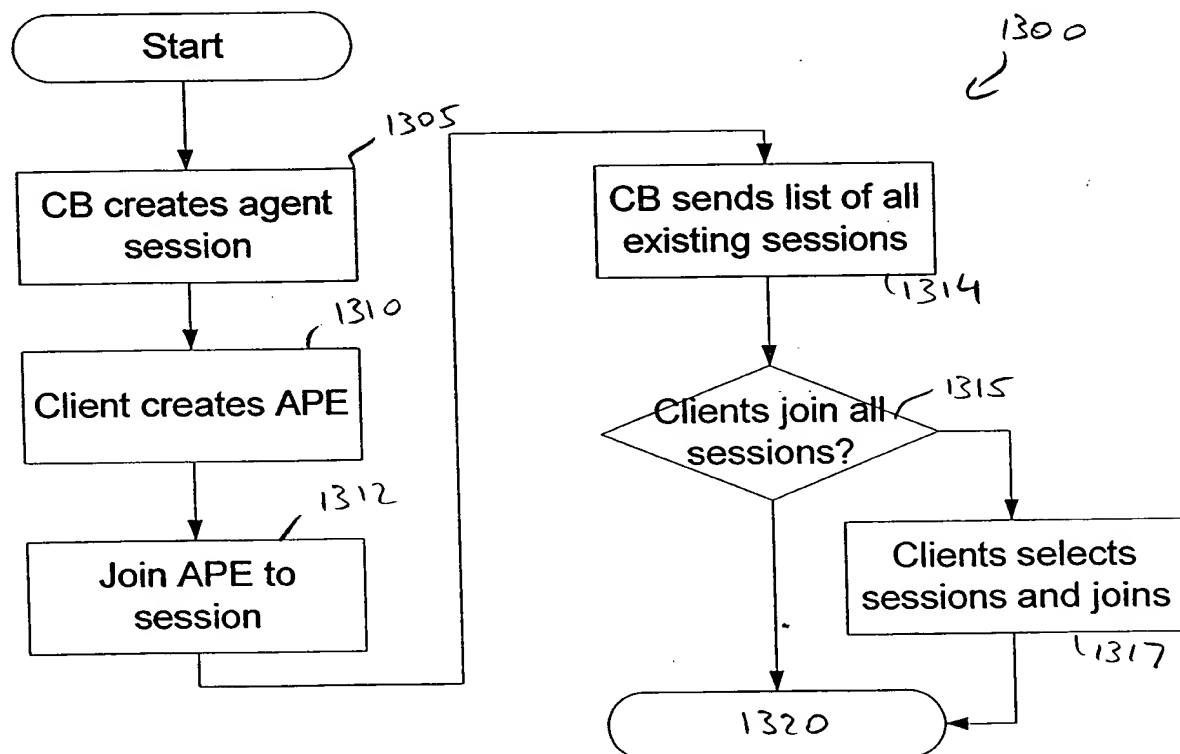 Start
1300
1305
CB creates agent
session
1310
Client creates APE
1312
Join APE to
session
CB sends list of all
existing sessions
1314
Clients join all
sessions?
1315
Clients selects
sessions and joins
1317
1320